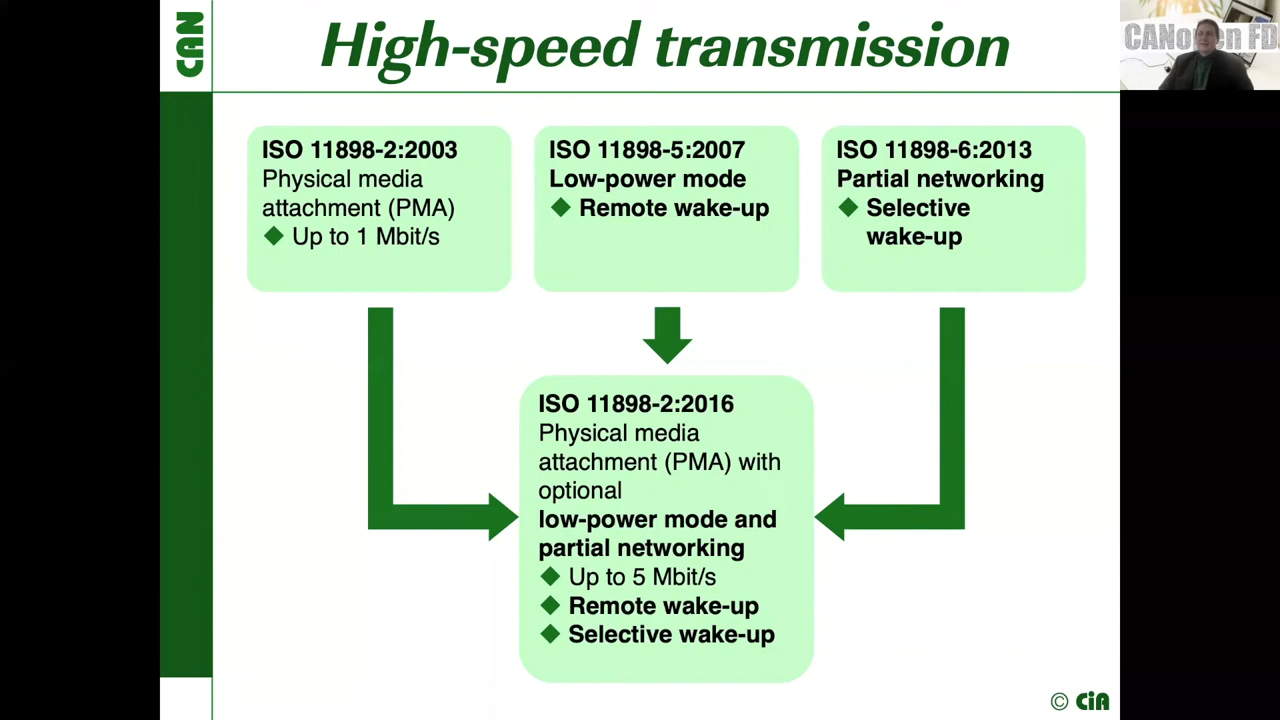 CAN
High-speed transmission
CANopen FD
ISO 11898-2:2003
Physical media
attachment (PMA)
Up to 1 Mbit/s
ISO 11898-5:2007
Low-power mode
Remote wake-up
ISO 11898-6:2013
Partial networking
Selective
wake-up
ISO 11898-2:2016
Physical media
attachment (PMA) with
optional
low-power mode and
partial networking
Up to 5 Mbit/s
Remote wake-up
Selective wake-up
© CiA